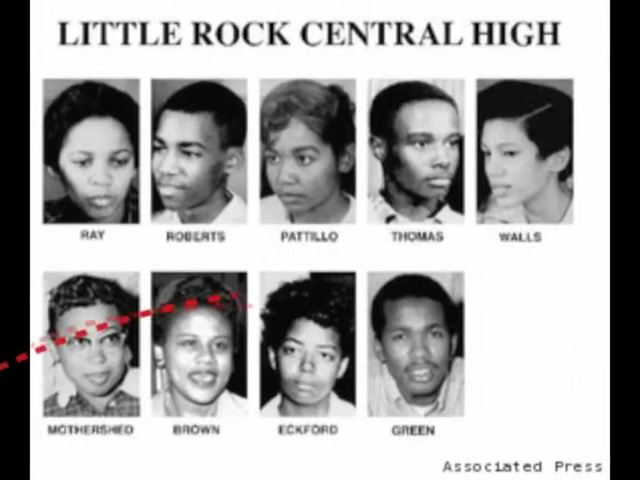 LITTLE ROCK CENTRAL HIGH
RAY ROBERTS PATTILLO THOMAS WALLS
MOTHERSHED BROWN ECKFORD GREEN
Associated Press